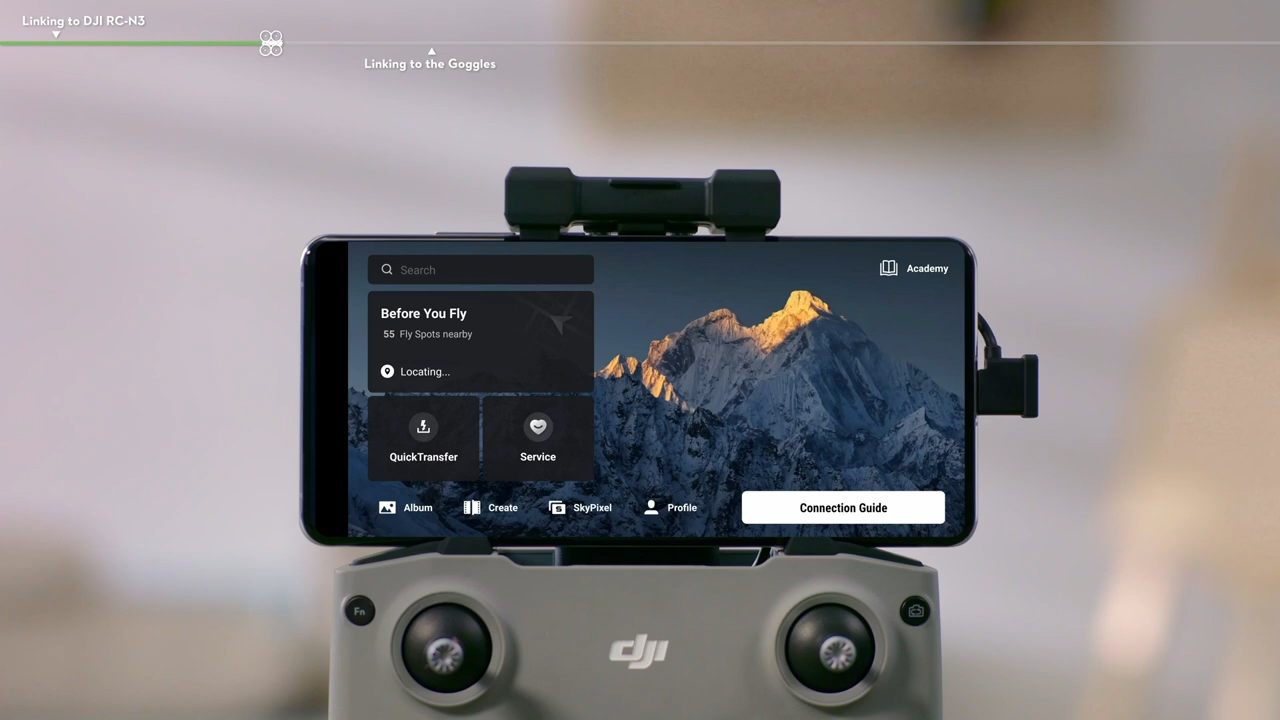 Linking to DJI RC-N3
Linking to the Goggles
Search
Academy
Before You Fly
55 Fly Spots nearby
Locating...
QuickTransfer
Service
Album
Create
SkyPixel
Profile
Connection Guide
Fn
dji